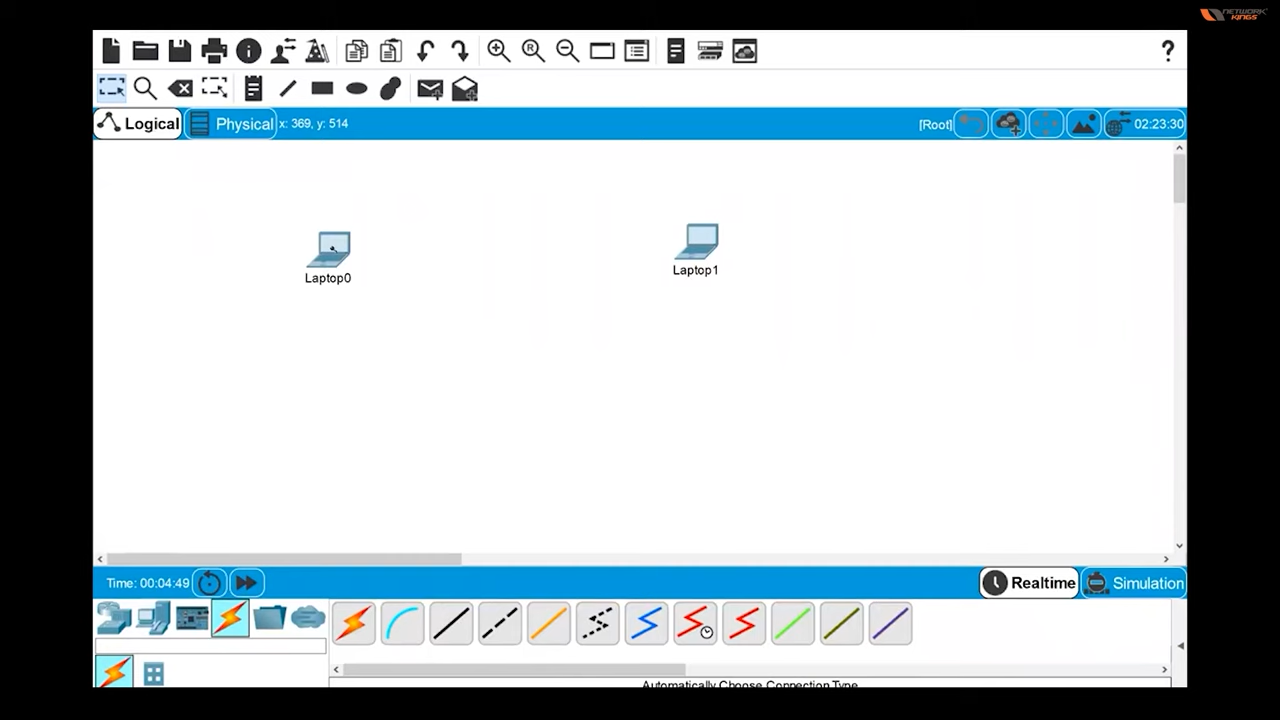 NETWORK
KINGS
?
Logical
Physical
x: 369, y: 514
[Root]
02:23:30
R
Laptop0
Laptop1
Time: 00:04:49
Realtime
Simulation
Automatically Choose Connection Type